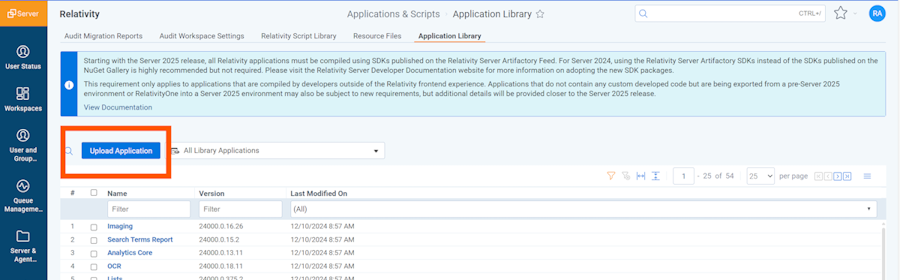 Server
Relativity
Applications & Scripts · Application Library
CTRL+/
RA
Audit Migration Reports
Audit Workspace Settings
Relativity Script Library
Resource Files
Application Library
User Status
Workspaces
User and
Group...
Queue
Manageme...
Server &
Agent...
Starting with the Server 2025 release, all Relativity applications must be compiled using SDKs published on the Relativity Server Artifactory Feed. For Server 2024, using the Relativity Server Artifactory SDKs instead of the SDKs published on the
NuGet Gallery is highly recommended but not required. Please visit the Relativity Server Developer Documentation website for more information on adopting the new SDK packages.
This requirement only applies to applications that are compiled by developers outside of the Relativity frontend experience. Applications that do not contain any custom developed code but are being exported from a pre-Server 2025
environment or RelativityOne into a Server 2025 environment may also be subject to new requirements, but additional details will be provided closer to the Server 2025 release.
View Documentation
Upload Application
All Library Applications
1 - 25 of 54 25 per page
# Name Version Last Modified On
Filter Filter (All)
1 Imaging 24000.0.16.26 12/10/2024 8:57 AM
2 Search Terms Report 24000.0.15.2 12/10/2024 8:57 AM
3 Analytics Core 24000.0.13.11 12/10/2024 8:57 AM
4 OCR 24000.0.18.11 12/10/2024 8:57 AM
5 Lists 24000.0.375.2 12/10/2024 8:57 AM